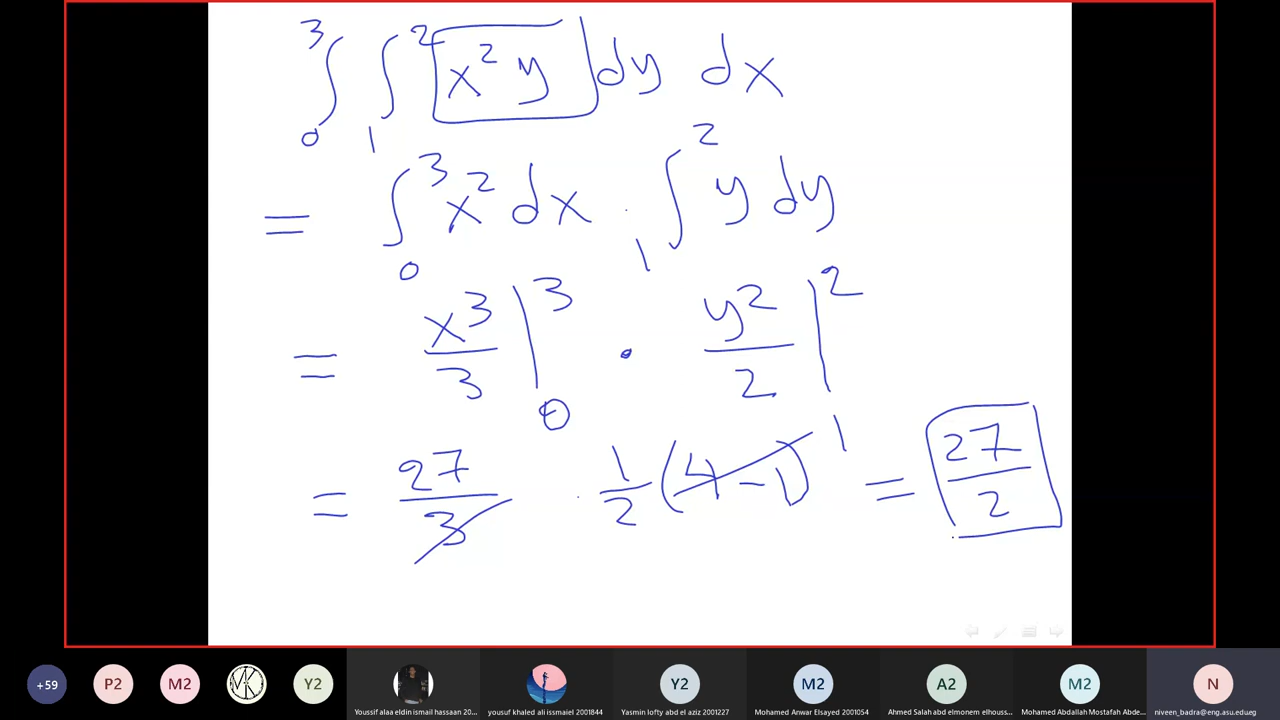 ∫₀³ ∫₁² x² y dy dx
= ∫₀³ x² dx · ∫₁² y dy
= x³/3 |₀³ · y²/2 |₁²
= 27/3 · 1/2 (4-1) = 27/2
+59 P2 M2 MK Y2 Y2 M2 A2 M2 N
Youssif alaa eldin ismail hassaan 20... yousuf khaled ali issmaiel 2001844 Yasmin lofty abd el aziz 2001227 Mohamed Anwar Elsayed 2001054 Ahmed Salah abd elmonem elhouss... Mohamed Abdallah Mostafah Abde... niveen_badra@eng.asu.edueg